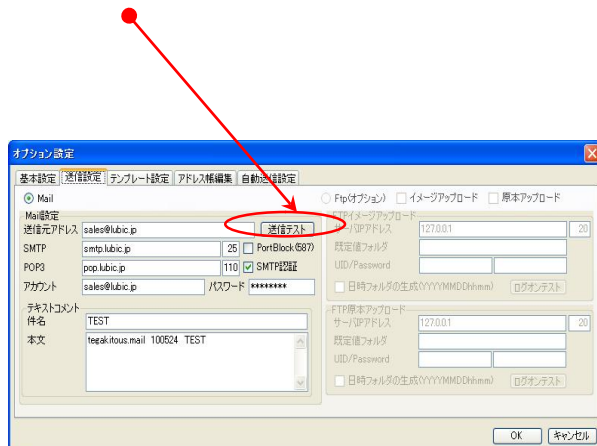 オプション設定
基本設定 送信設定 テンプレート設定 アドレス帳編集 自動送信設定
Mail
Ftp(オプション) イメージアップロード 原本アップロード
Mail設定
送信元アドレス sales@lubic.jp 送信テスト
SMTP smtp.lubic.jp 25 PortBlock(587)
POP3 pop.lubic.jp 110 SMTP認証
アカウント sales@lubic.jp パスワード ********
テキストコメント
件名 TEST
本文 tegakitous.mail 100524 TEST
FTPイメージアップロード
サーバIPアドレス 127.0.0.1 20
既定値フォルダ
UID/Password
日時フォルダの生成(YYYYMMDDhhmm) ログオンテスト
FTP原本アップロード
サーバIPアドレス 127.0.0.1 20
既定値フォルダ
UID/Password
日時フォルダの生成(YYYYMMDDhhmm) ログオンテスト
OK キャンセル